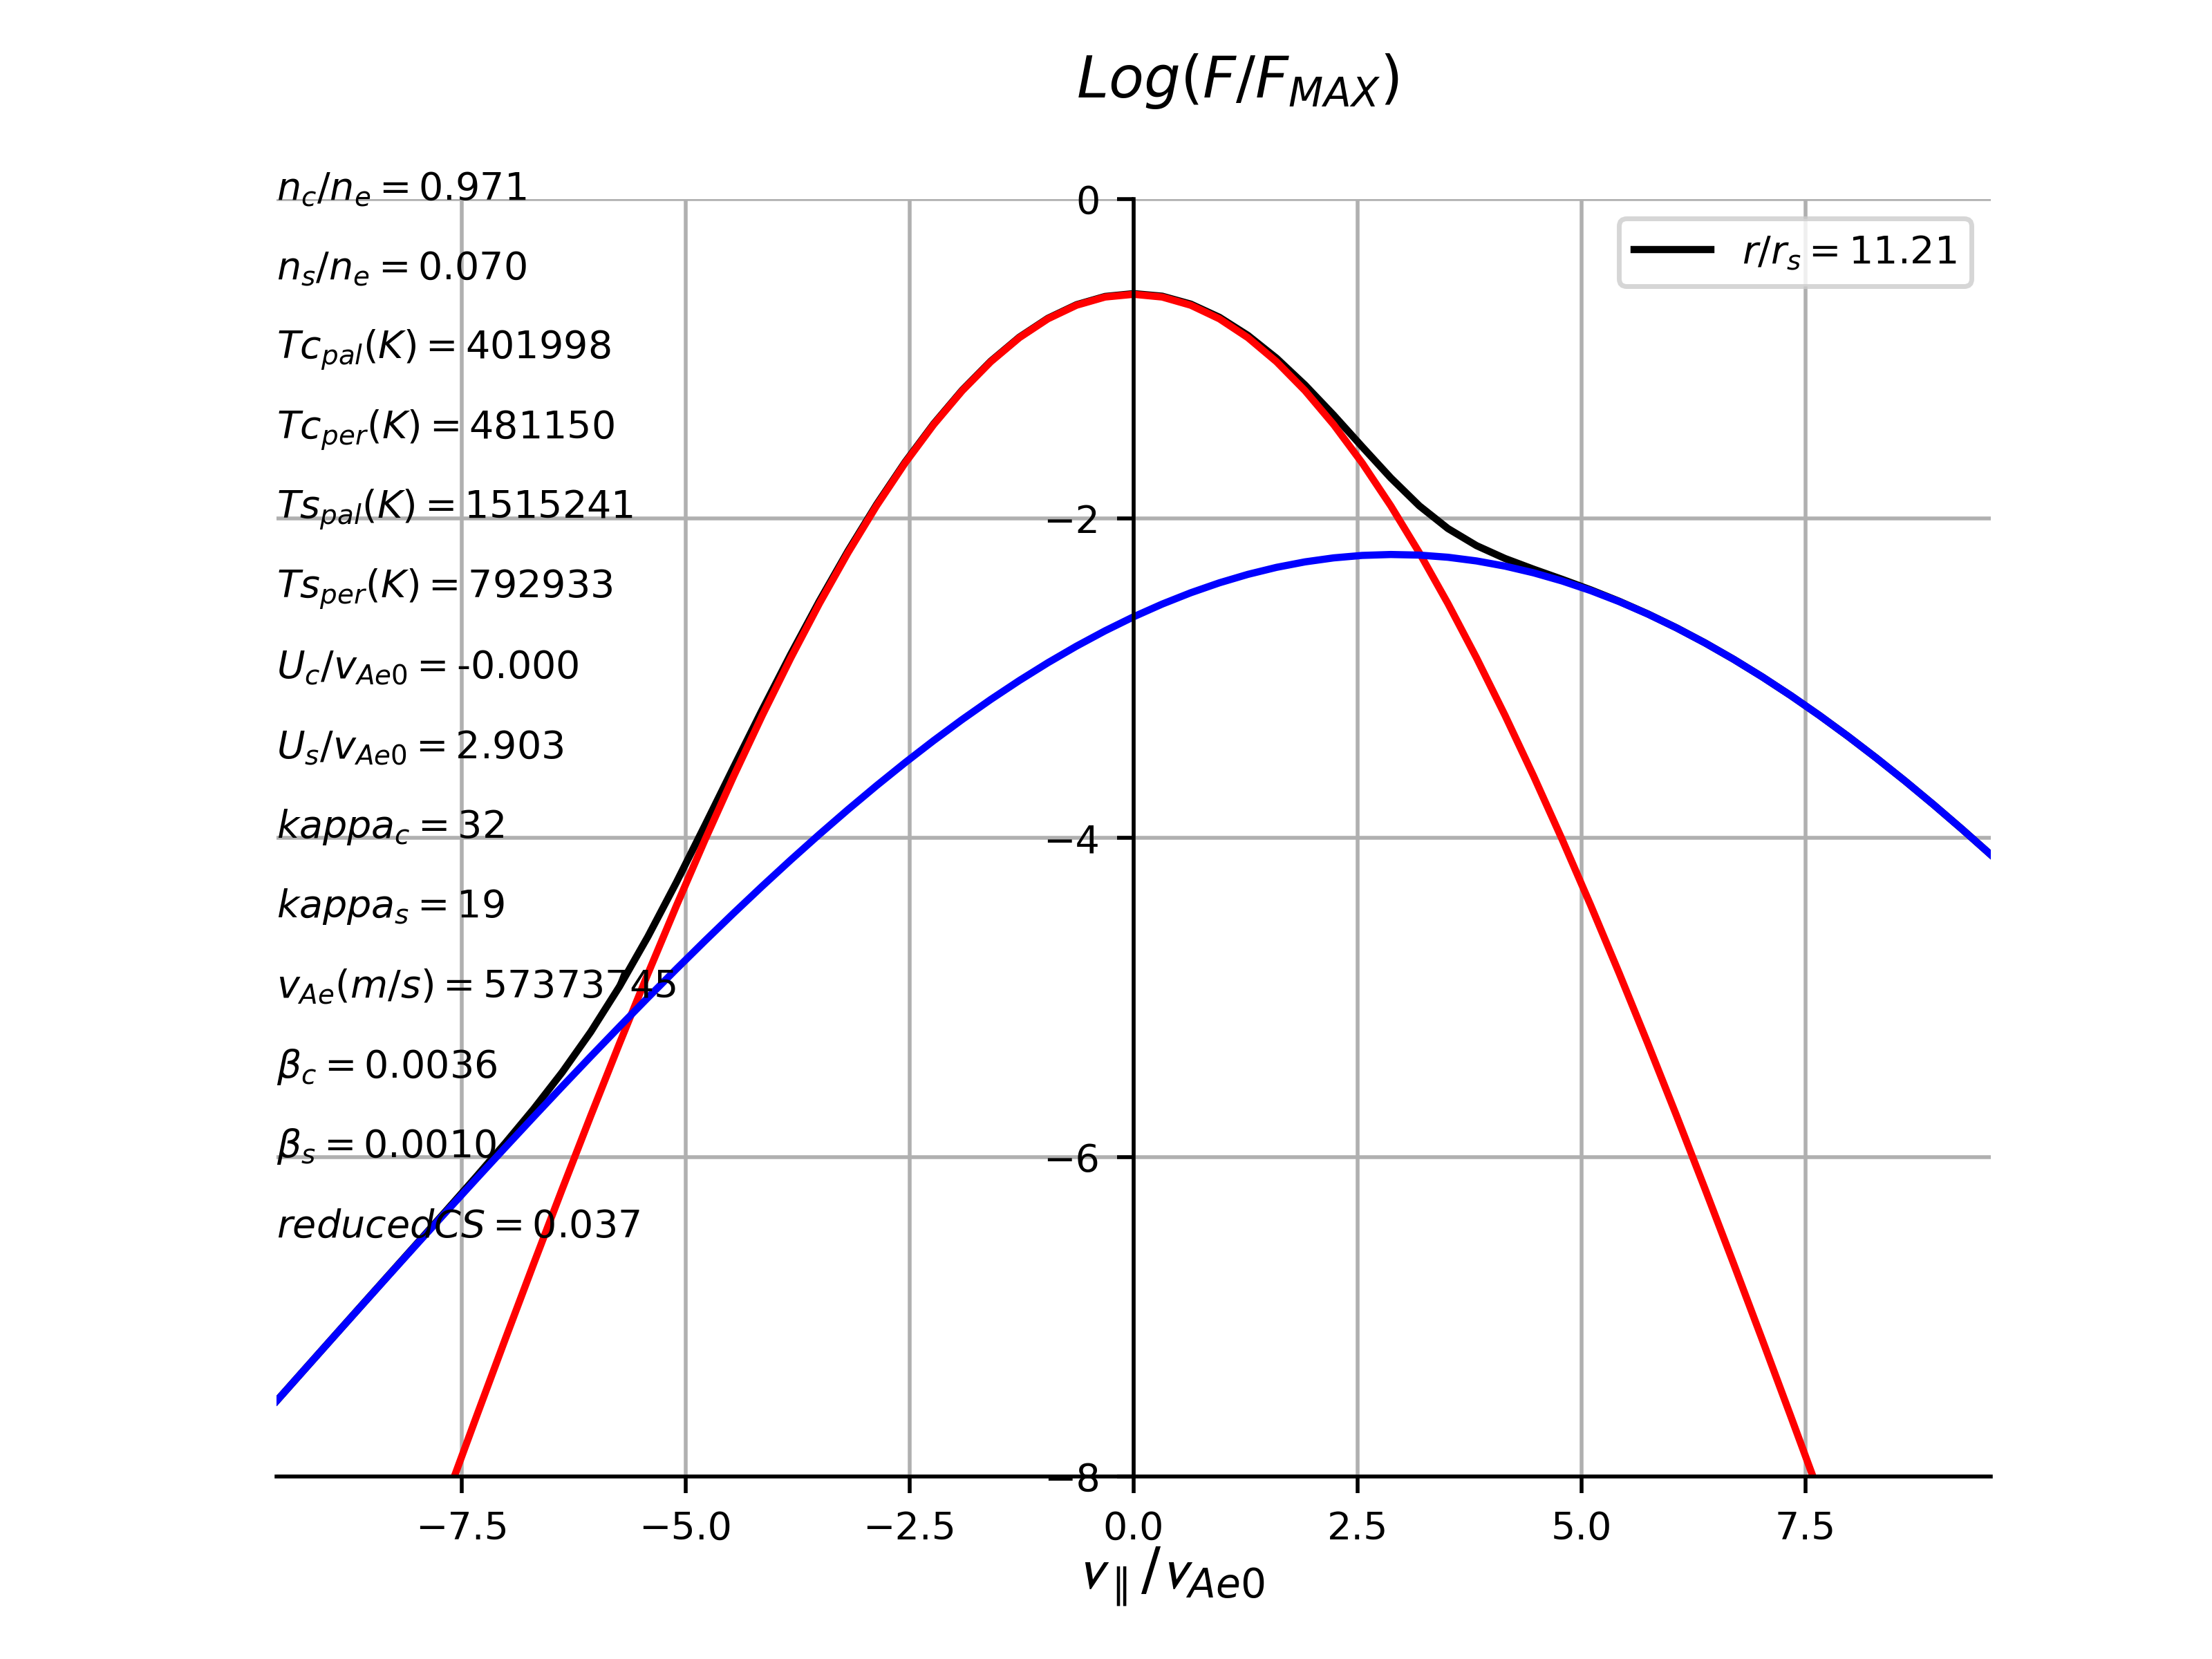 Log(F/F_MAX)
n_c/n_e = 0.971
0
r/r_s = 11.21
n_s/n_e = 0.070
Tc_pal(K) = 401998
Tc_per(K) = 481150
Ts_pal(K) = 1515241
−2
Ts_per(K) = 792933
U_c/v_Ae0 = -0.000
U_s/v_Ae0 = 2.903
kappa_c = 32
−4
kappa_s = 19
v_Ae(m/s) = 57373745
β_c = 0.0036
β_s = 0.0010
−6
reducedCS = 0.037
−8
−7.5 −5.0 −2.5 0.0 2.5 5.0 7.5
v_∥/v_Ae0